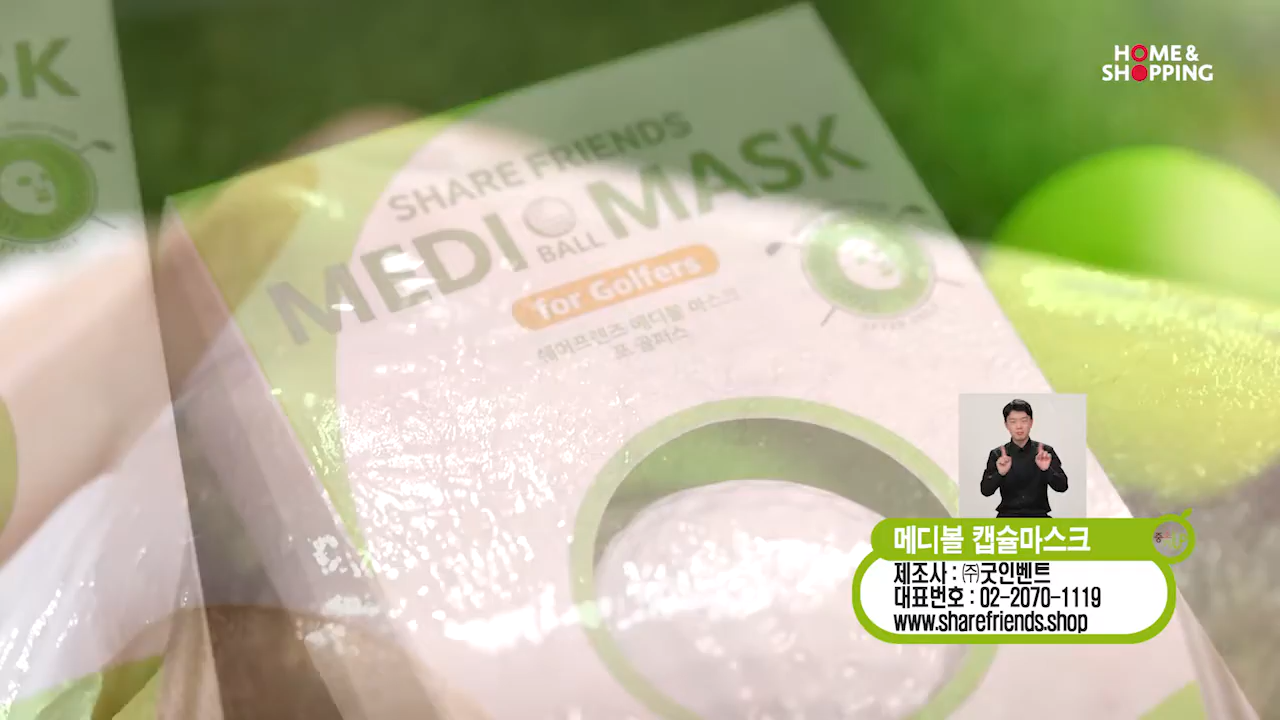 HOME&
SHOPPING
SK
SHARE FRIENDS
MEDI BALL MASK
for Golfers
쉐어프렌즈 메디볼 마스크
포 골퍼스
메디볼 캡슐마스크
제조사 : ㈜굿인벤트
대표번호 : 02-2070-1119
www.sharefriends.shop